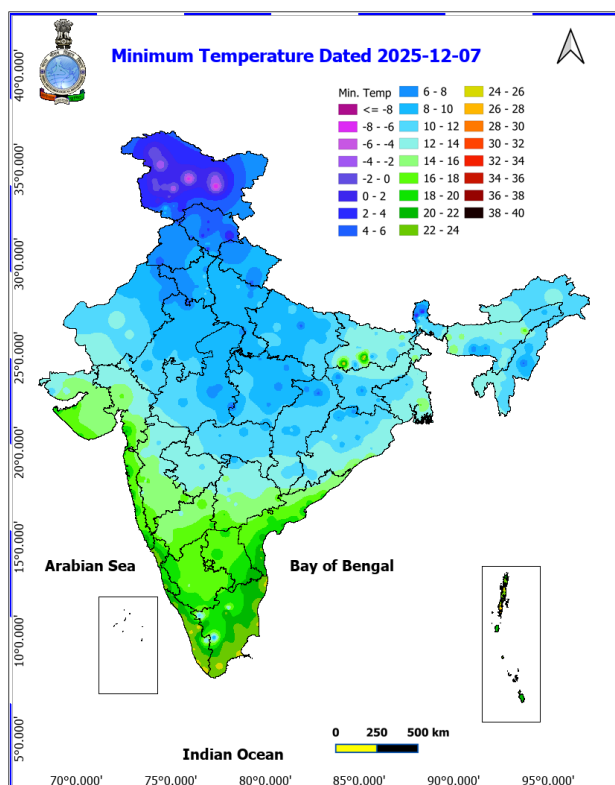 Minimum Temperature Dated 2025-12-07
Min. Temp
<= -8
-8 - -6
-6 - -4
-4 - -2
-2 - 0
0 - 2
2 - 4
4 - 6
6 - 8
8 - 10
10 - 12
12 - 14
14 - 16
16 - 18
18 - 20
20 - 22
22 - 24
24 - 26
26 - 28
28 - 30
30 - 32
32 - 34
34 - 36
36 - 38
38 - 40
40°0.000'
35°0.000'
30°0.000'
25°0.000'
20°0.000'
15°0.000'
10°0.000'
5°0.000'
Arabian Sea
Bay of Bengal
Indian Ocean
0 250 500 km
70°0.000' 75°0.000' 80°0.000' 85°0.000' 90°0.000' 95°0.000'